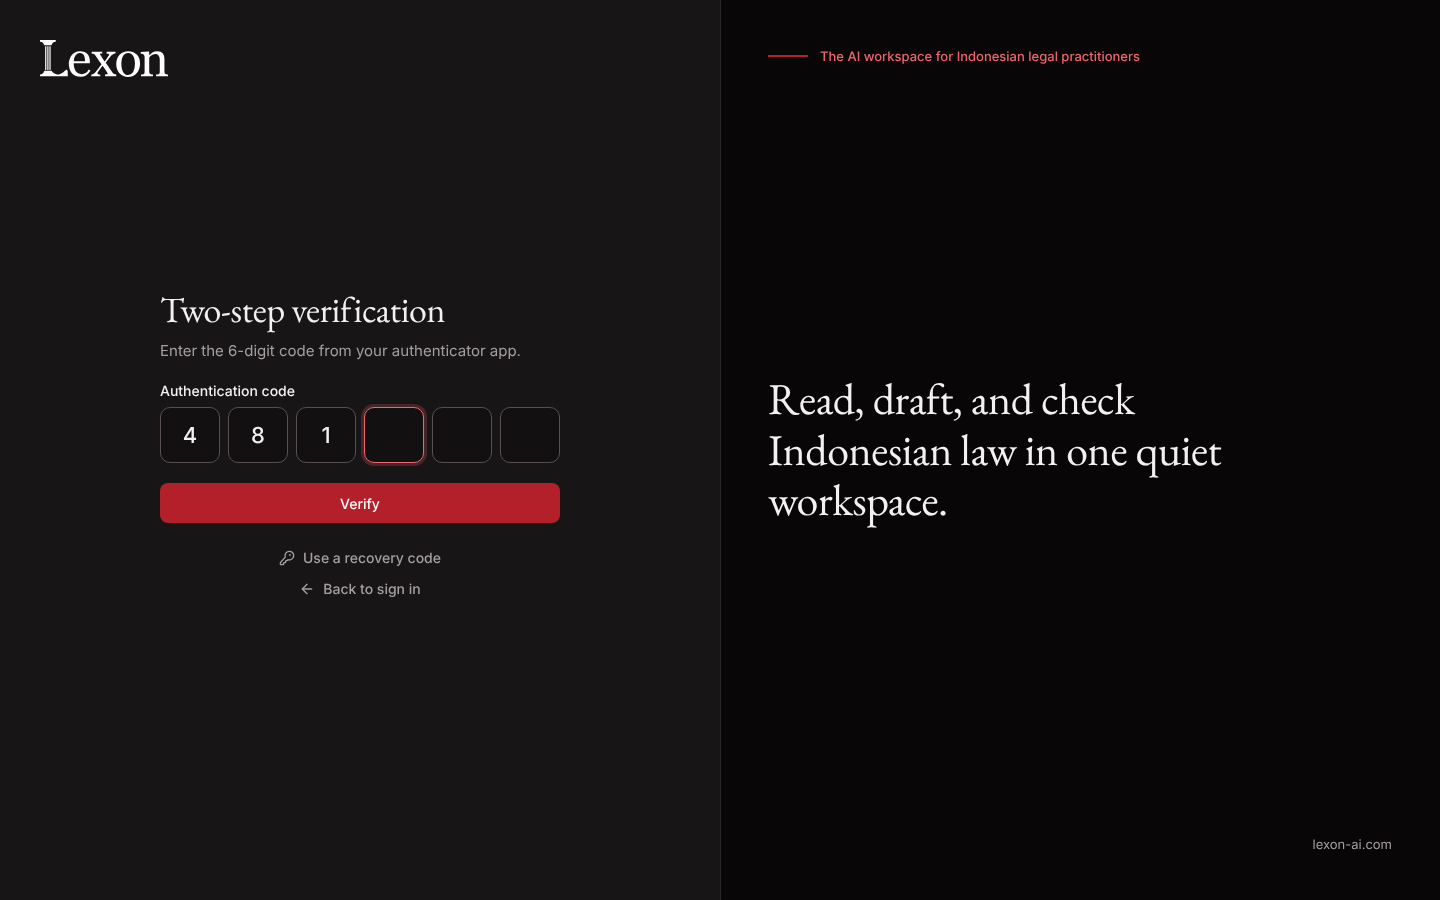 Lexon
Two-step verification
Enter the 6-digit code from your authenticator app.
Authentication code
4 8 1
Verify
Use a recovery code
Back to sign in
The AI workspace for Indonesian legal practitioners
Read, draft, and check
Indonesian law in one quiet
workspace.
lexon-ai.com